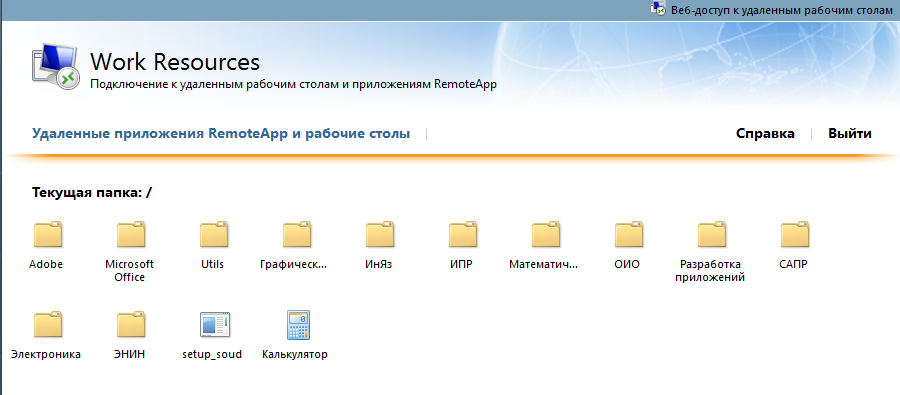 Веб-доступ к удаленным рабочим столам
Work Resources
Подключение к удаленным рабочим столам и приложениям RemoteApp
Удаленные приложения RemoteApp и рабочие столы
Справка
Выйти
Текущая папка: /
Adobe
Microsoft
Office
Utils
Графическ...
ИнЯз
ИПР
Математич...
ОИО
Разработка
приложений
САПР
Электроника
ЭНИН
setup_soud
Калькулятор